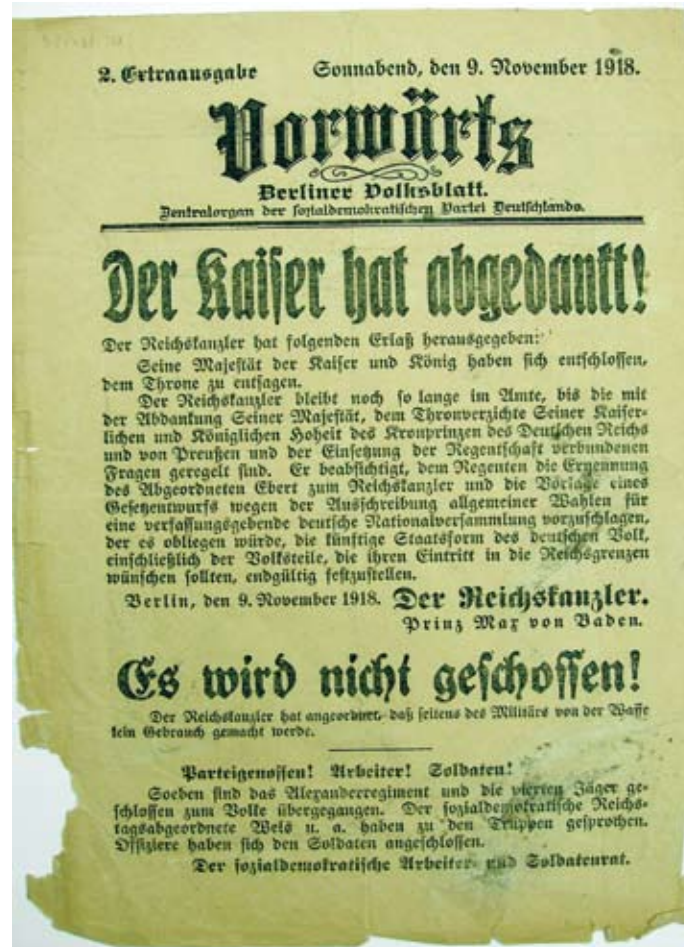 2. Extraausgabe Sonnabend, den 9. November 1918.
Vorwärts
Berliner Volksblatt.
Zentralorgan der sozialdemokratischen Partei Deutschlands.
Der Kaiser hat abgedankt!
Der Reichskanzler hat folgenden Erlaß herausgegeben:
Seine Majestät der Kaiser und König haben sich entschlossen,
dem Throne zu entsagen.
Der Reichskanzler bleibt noch so lange im Amte, bis die mit
der Abdankung Seiner Majestät, dem Thronverzichte Seiner Kaiser-
lichen und Königlichen Hoheit des Kronprinzen des Deutschen Reichs
und von Preußen und der Einsetzung der Regentschaft verbundenen
Fragen geregelt sind. Er beabsichtigt, dem Regenten die Ernennung
des Abgeordneten Ebert zum Reichskanzler und die Vorlage eines
Gesetzentwurfs wegen der Ausschreibung allgemeiner Wahlen für
eine verfassungsgebende deutsche Nationalversammlung vorzuschlagen,
der es obliegen würde, die künftige Staatsform des deutschen Volk,
einschließlich der Volksteile, die ihren Eintritt in die Reichsgrenzen
wünschen sollten, endgültig festzustellen.
Berlin, den 9. November 1918. Der Reichskanzler.
Prinz Max von Baden.
Es wird nicht geschossen!
Der Reichskanzler hat angeordnet, daß seitens des Militärs von der Waffe
kein Gebrauch gemacht werde.
Parteigenossen! Arbeiter! Soldaten!
Soeben sind das Alexanderregiment und die vierten Jäger ge-
schlossen zum Volke übergegangen. Der sozialdemokratische Reichs-
tagsabgeordnete Wels u. a. haben zu den Truppen gesprochen.
Offiziere haben sich den Soldaten angeschlossen.
Der sozialdemokratische Arbeiter- und Soldatenrat.